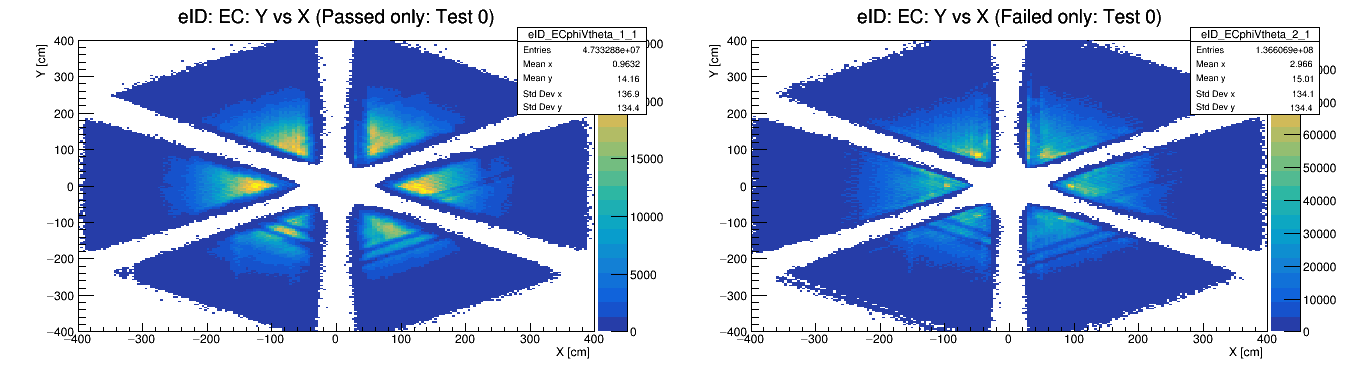 eID: EC: Y vs X (Passed only: Test 0)
eID_ECphiVtheta_1_1
Entries 4.733288e+07
Mean x 0.9632
Mean y 14.16
Std Dev x 136.9
Std Dev y 134.4
Y [cm]
400
300
200
100
0
−100
−200
−300
−400
−400 −300 −200 −100 0 100 200 300 400
X [cm]
15000
10000
5000
0
eID: EC: Y vs X (Failed only: Test 0)
eID_ECphiVtheta_2_1
Entries 1.366069e+08
Mean x 2.966
Mean y 15.01
Std Dev x 134.1
Std Dev y 134.4
Y [cm]
400
300
200
100
0
−100
−200
−300
−400
−400 −300 −200 −100 0 100 200 300 400
X [cm]
60000
50000
40000
30000
20000
10000
0